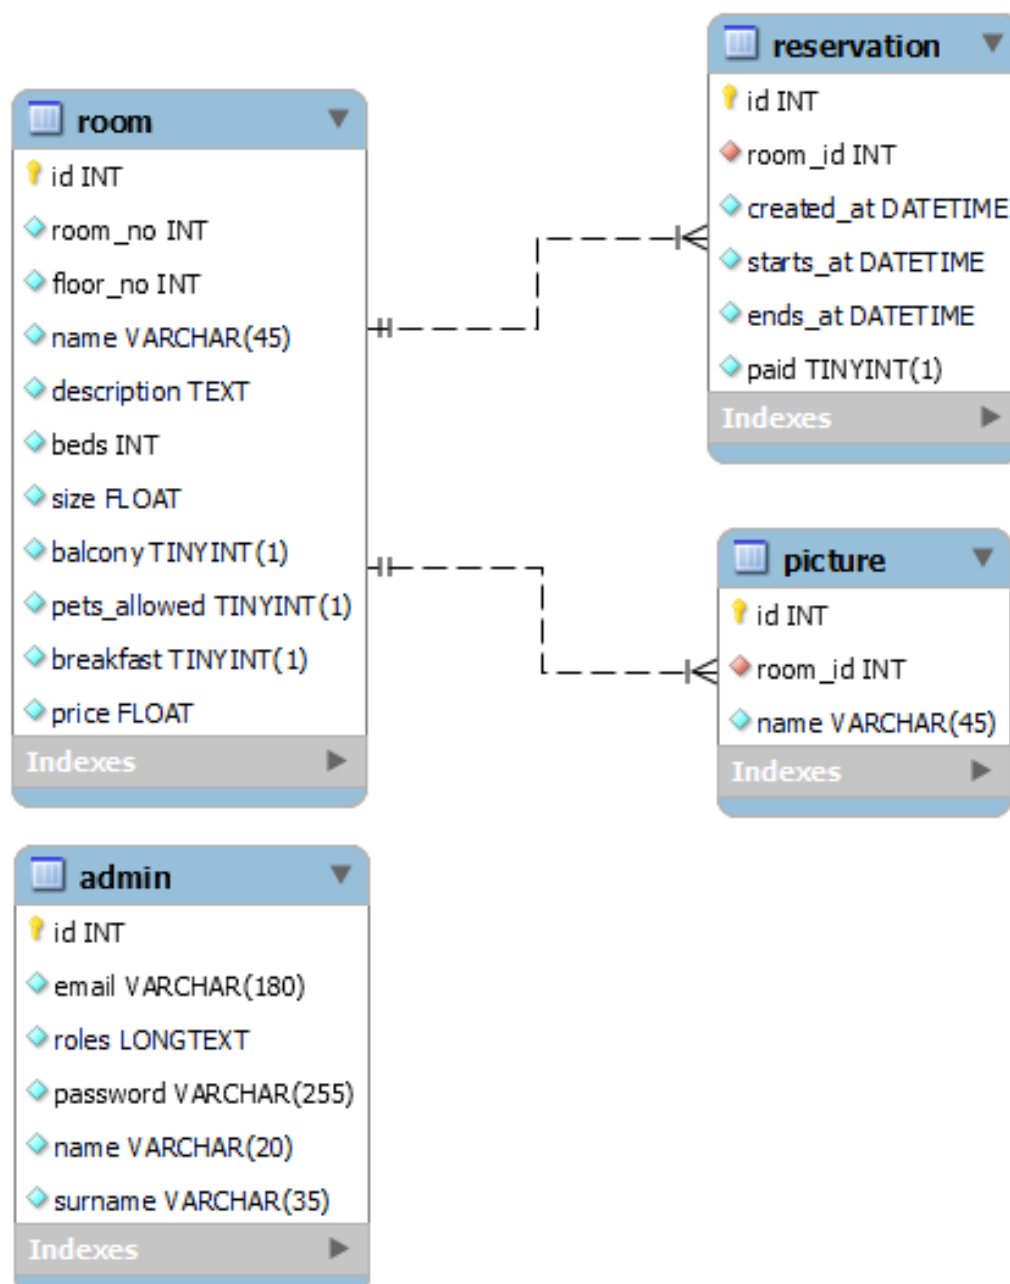 room
id INT
room_no INT
floor_no INT
name VARCHAR(45)
description TEXT
beds INT
size FLOAT
balcony TINYINT(1)
pets_allowed TINYINT(1)
breakfast TINYINT(1)
price FLOAT
Indexes
reservation
id INT
room_id INT
created_at DATETIME
starts_at DATETIME
ends_at DATETIME
paid TINYINT(1)
Indexes
picture
id INT
room_id INT
name VARCHAR(45)
Indexes
admin
id INT
email VARCHAR(180)
roles LONGTEXT
password VARCHAR(255)
name VARCHAR(20)
surname VARCHAR(35)
Indexes